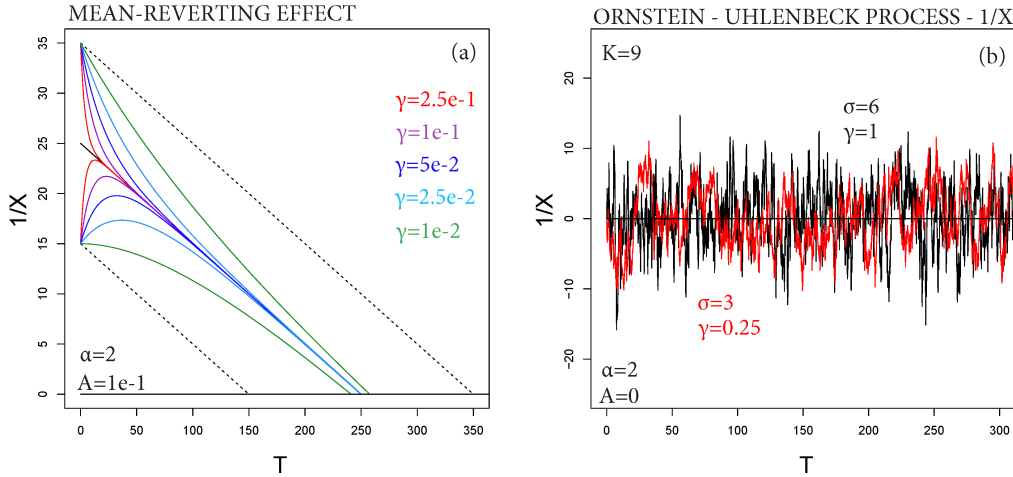 MEAN-REVERTING EFFECT
(a)
35
30
25
20
15
10
5
0
1/X
γ=2.5e-1
γ=1e-1
γ=5e-2
γ=2.5e-2
γ=1e-2
α=2
A=1e-1
0 50 100 150 200 250 300 350
T
ORNSTEIN - UHLENBECK PROCESS - 1/X
K=9
(b)
20
10
0
-10
-20
1/X
σ=6
γ=1
σ=3
γ=0.25
α=2
A=0
0 50 100 150 200 250 300
T